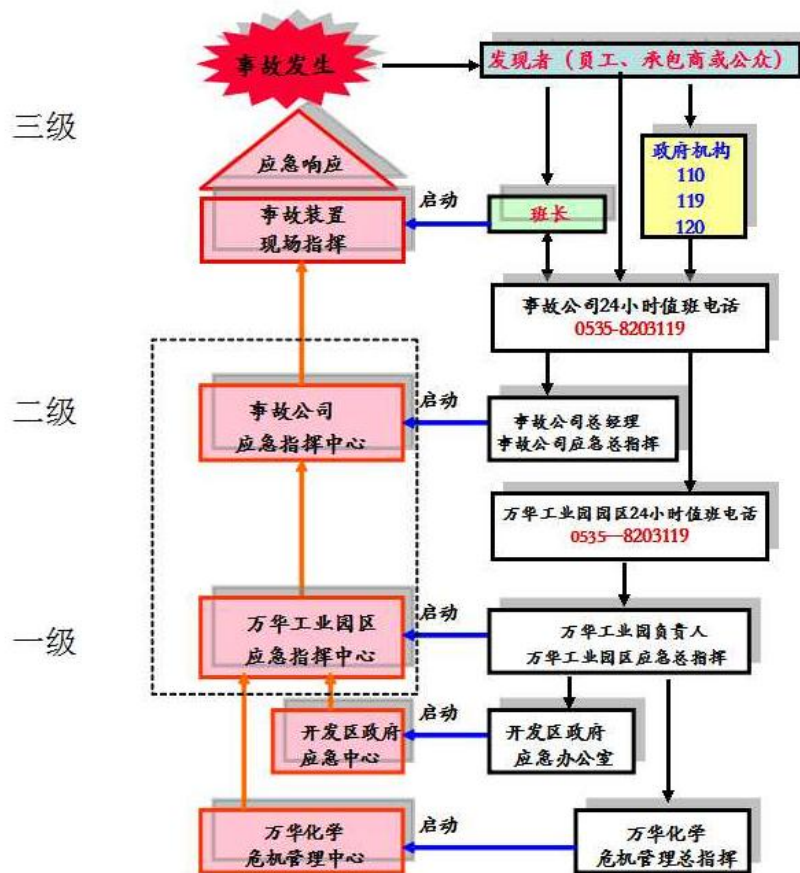 事故发生
发现者（员工、承包商或公众）
三级
应急响应
政府机构
110
119
120
事故装置
现场指挥
启动
班长
事故公司24小时值班电话
0535-8203119
二级
事故公司
应急指挥中心
启动
事故公司总经理
事故公司应急总指挥
万华工业园园区24小时值班电话
0535—8203119
一级
万华工业园区
应急指挥中心
启动
万华工业园负责人
万华工业园区应急总指挥
开发区政府
应急中心
启动
开发区政府
应急办公室
万华化学
危机管理中心
启动
万华化学
危机管理总指挥